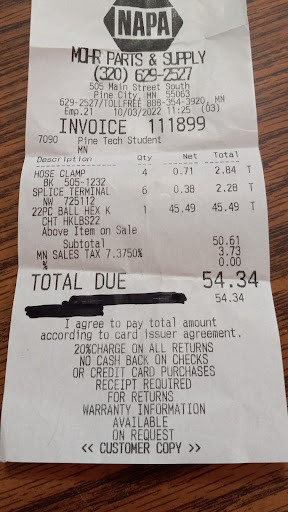 NAPA
MOHR PARTS & SUPPLY
(320) 629-2527
505 Main Street South
Pine City, MN 55063
629-2527/TOLLFREE 888-354-3920, MN
Emp.21 10/03/2022 11:25 (03)
INVOICE 111899
7090 Pine Tech Student
MN
Description Qty Net Total
HOSE CLAMP 4 0.71 2.84 T
BK 505-1232
SPLICE TERMINAL 6 0.38 2.28 T
NW 725112
22PC BALL HEX K 1 45.49 45.49 T
CHT HKLBS22
Above Item on Sale
Subtotal 50.61
MN SALES TAX 7.3750% 3.73
% 0.00
TOTAL DUE 54.34
54.34
I agree to pay total amount
according to card issuer agreement.
20%CHARGE ON ALL RETURNS
NO CASH BACK ON CHECKS
OR CREDIT CARD PURCHASES
RECEIPT REQUIRED
FOR RETURNS
WARRANTY INFORMATION
AVAILABLE
ON REQUEST
<< CUSTOMER COPY >>